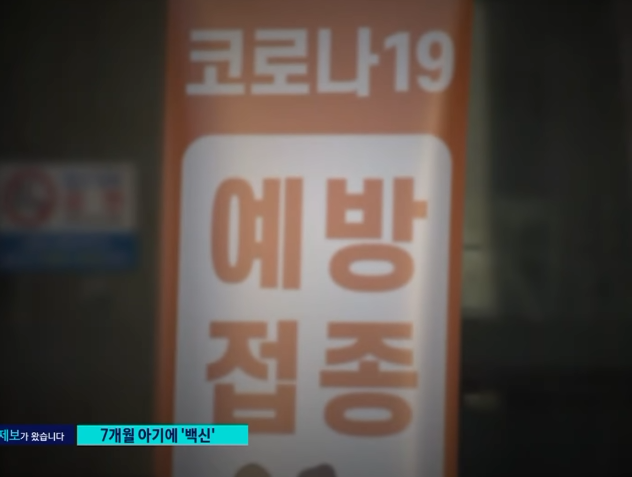 코로나19
예방
접종
제보가 왔습니다
7개월 아기에 '백신'